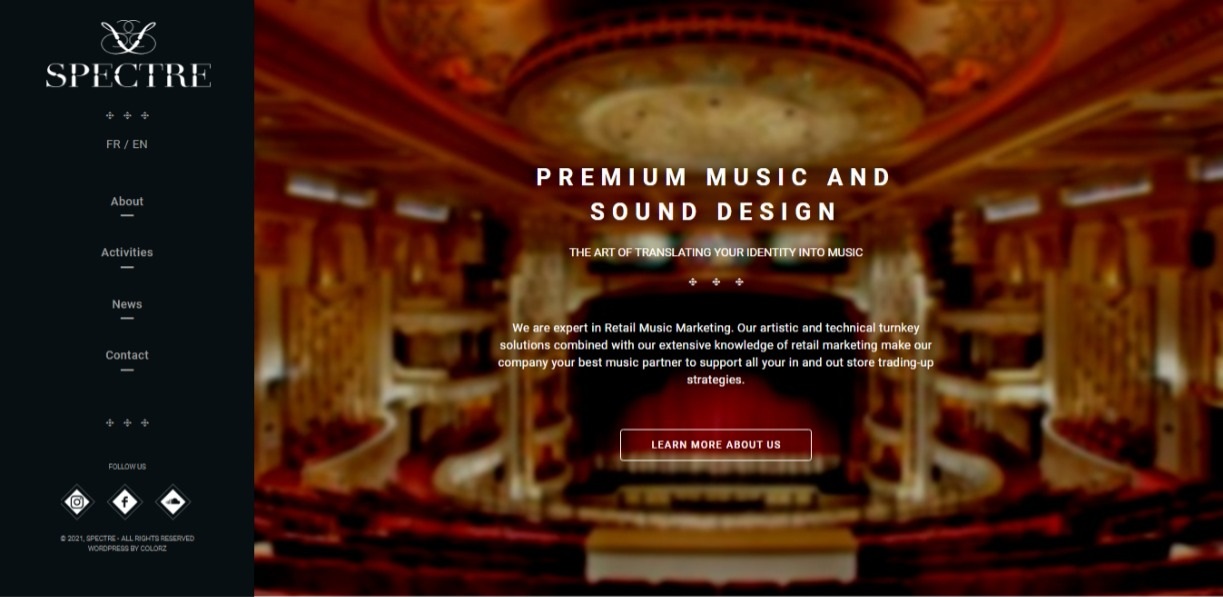 SPECTRE
FR / EN
About
Activities
News
Contact
FOLLOW US
© 2021, SPECTRE - ALL RIGHTS RESERVED
WORDPRESS BY COLORZ
PREMIUM MUSIC AND
SOUND DESIGN
THE ART OF TRANSLATING YOUR IDENTITY INTO MUSIC
We are expert in Retail Music Marketing. Our artistic and technical turnkey
solutions combined with our extensive knowledge of retail marketing make our
company your best music partner to support all your in and out store trading-up
strategies.
LEARN MORE ABOUT US